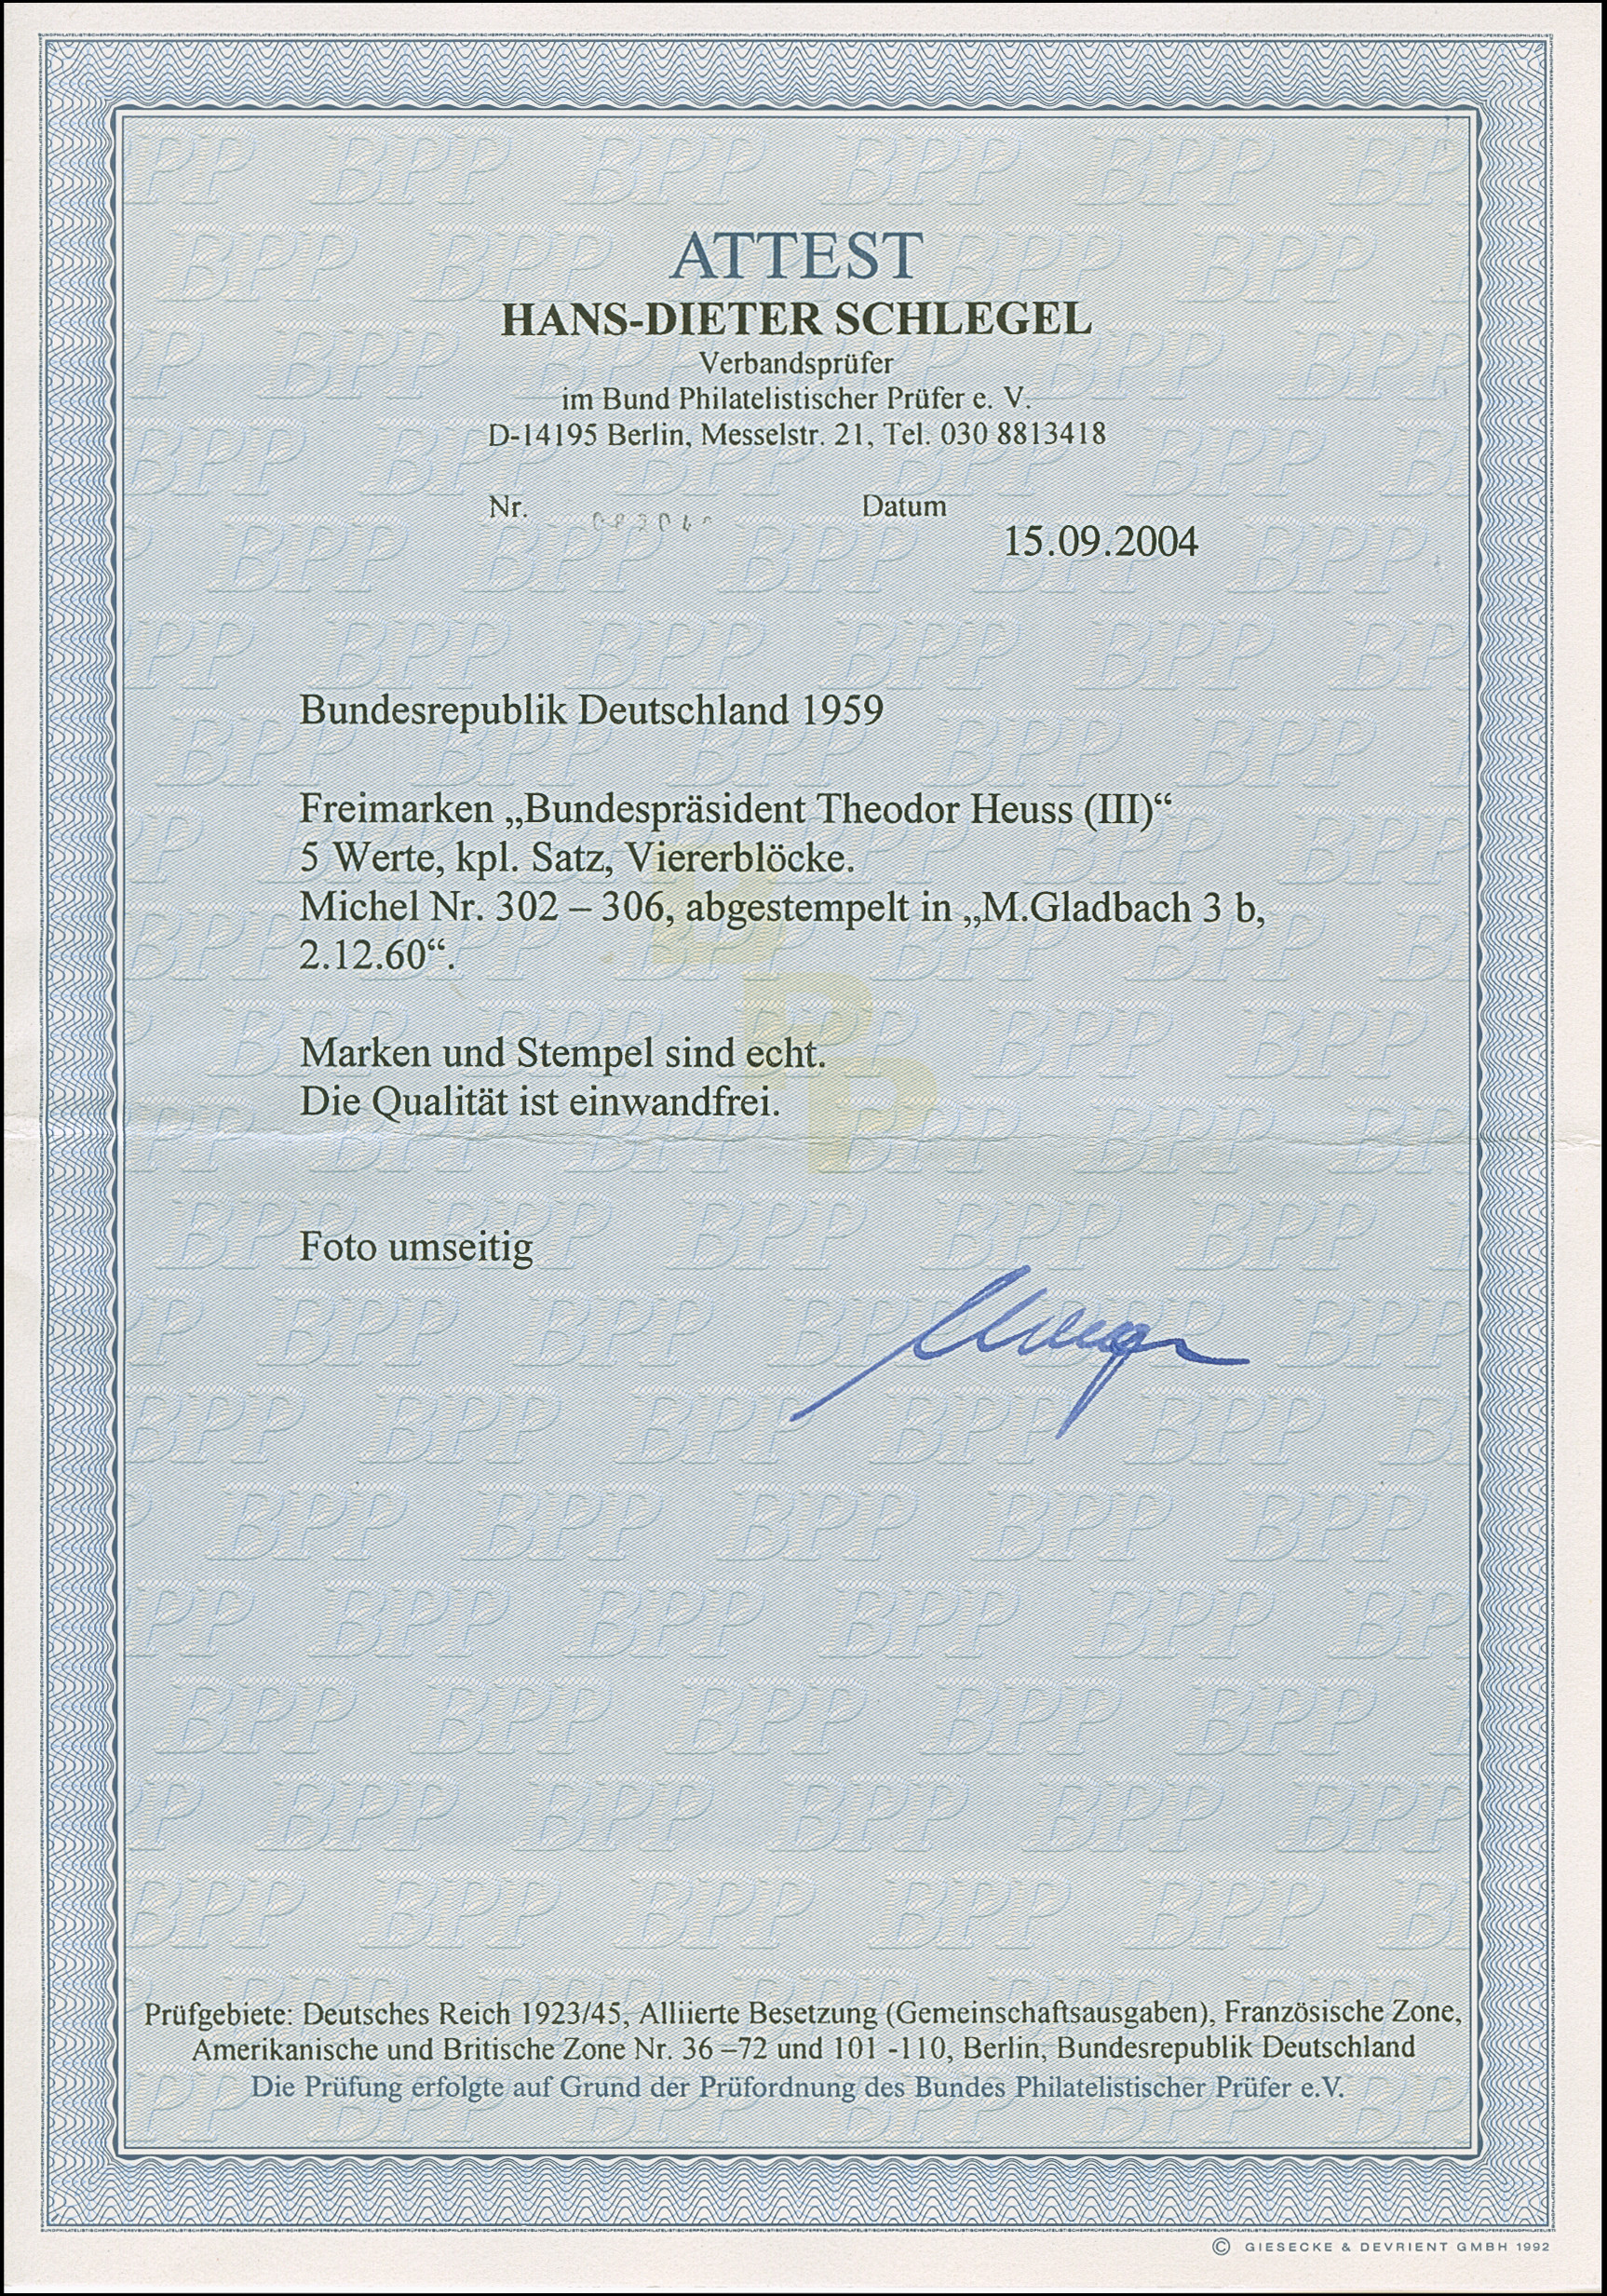 ATTEST
HANS-DIETER SCHLEGEL
Verbandsprüfer
im Bund Philatelistischer Prüfer e. V.
D-14195 Berlin, Messelstr. 21, Tel. 030 8813418
Nr. Datum
15.09.2004
Bundesrepublik Deutschland 1959
Freimarken „Bundespräsident Theodor Heuss (III)“
5 Werte, kpl. Satz, Viererblöcke.
Michel Nr. 302 – 306, abgestempelt in „M.Gladbach 3 b,
2.12.60“.
Marken und Stempel sind echt.
Die Qualität ist einwandfrei.
Foto umseitig
Prüfgebiete: Deutsches Reich 1923/45, Alliierte Besetzung (Gemeinschaftsausgaben), Französische Zone,
Amerikanische und Britische Zone Nr. 36 –72 und 101 -110, Berlin, Bundesrepublik Deutschland
Die Prüfung erfolgte auf Grund der Prüfordnung des Bundes Philatelistischer Prüfer e.V.
© GIESECKE & DEVRIENT GMBH 1992